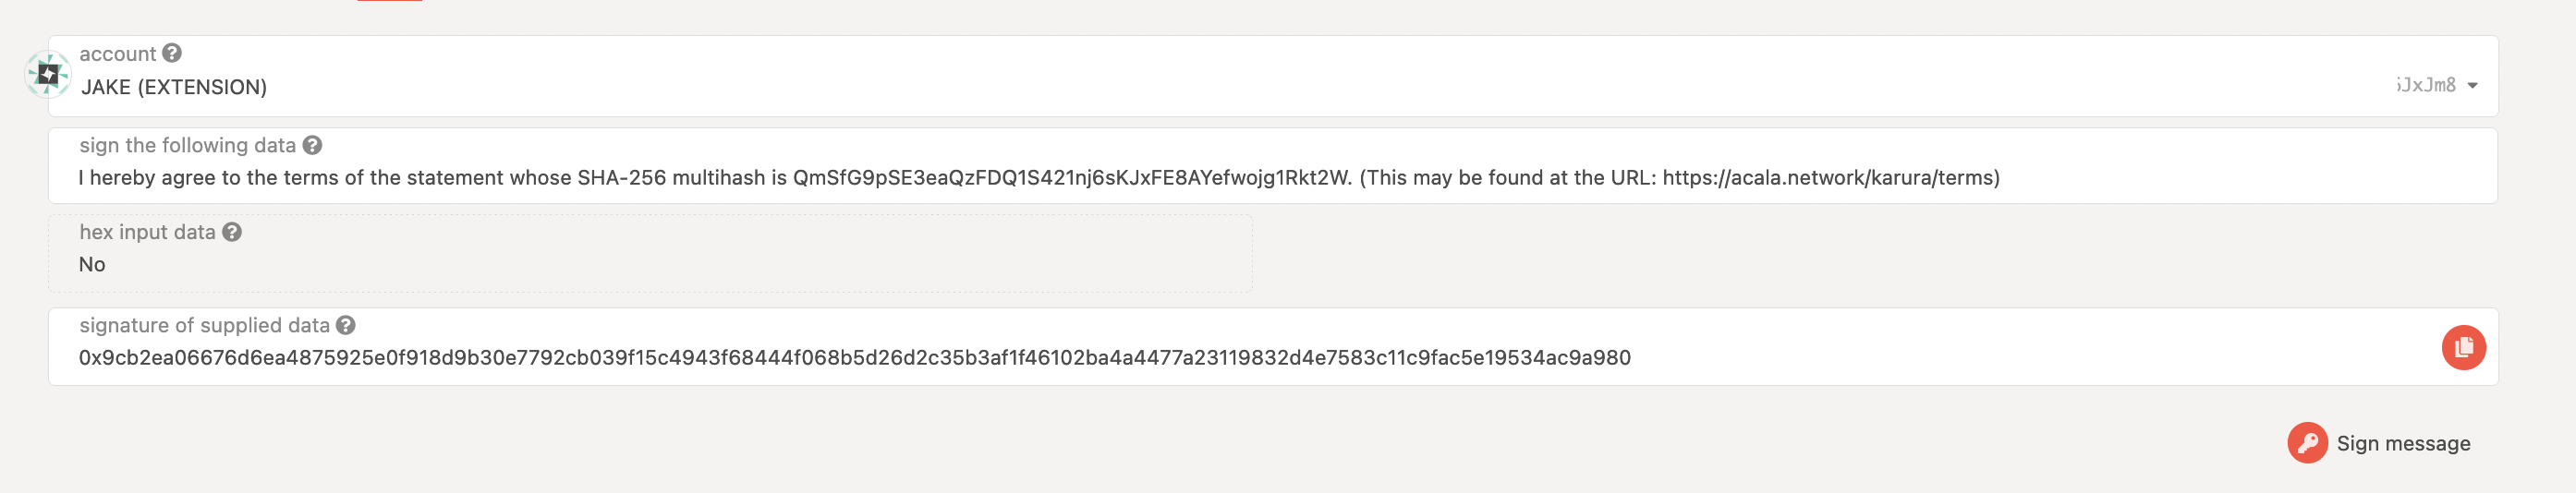 account
JAKE (EXTENSION)
JxJm8
sign the following data
I hereby agree to the terms of the statement whose SHA-256 multihash is QmSfG9pSE3eaQzFDQ1S421nj6sKJxFE8AYefwojg1Rkt2W. (This may be found at the URL: https://acala.network/karura/terms)
hex input data
No
signature of supplied data
0x9cb2ea06676d6ea4875925e0f918d9b30e7792cb039f15c4943f68444f068b5d26d2c35b3af1f46102ba4a4477a23119832d4e7583c11c9fac5e19534ac9a980
Sign message